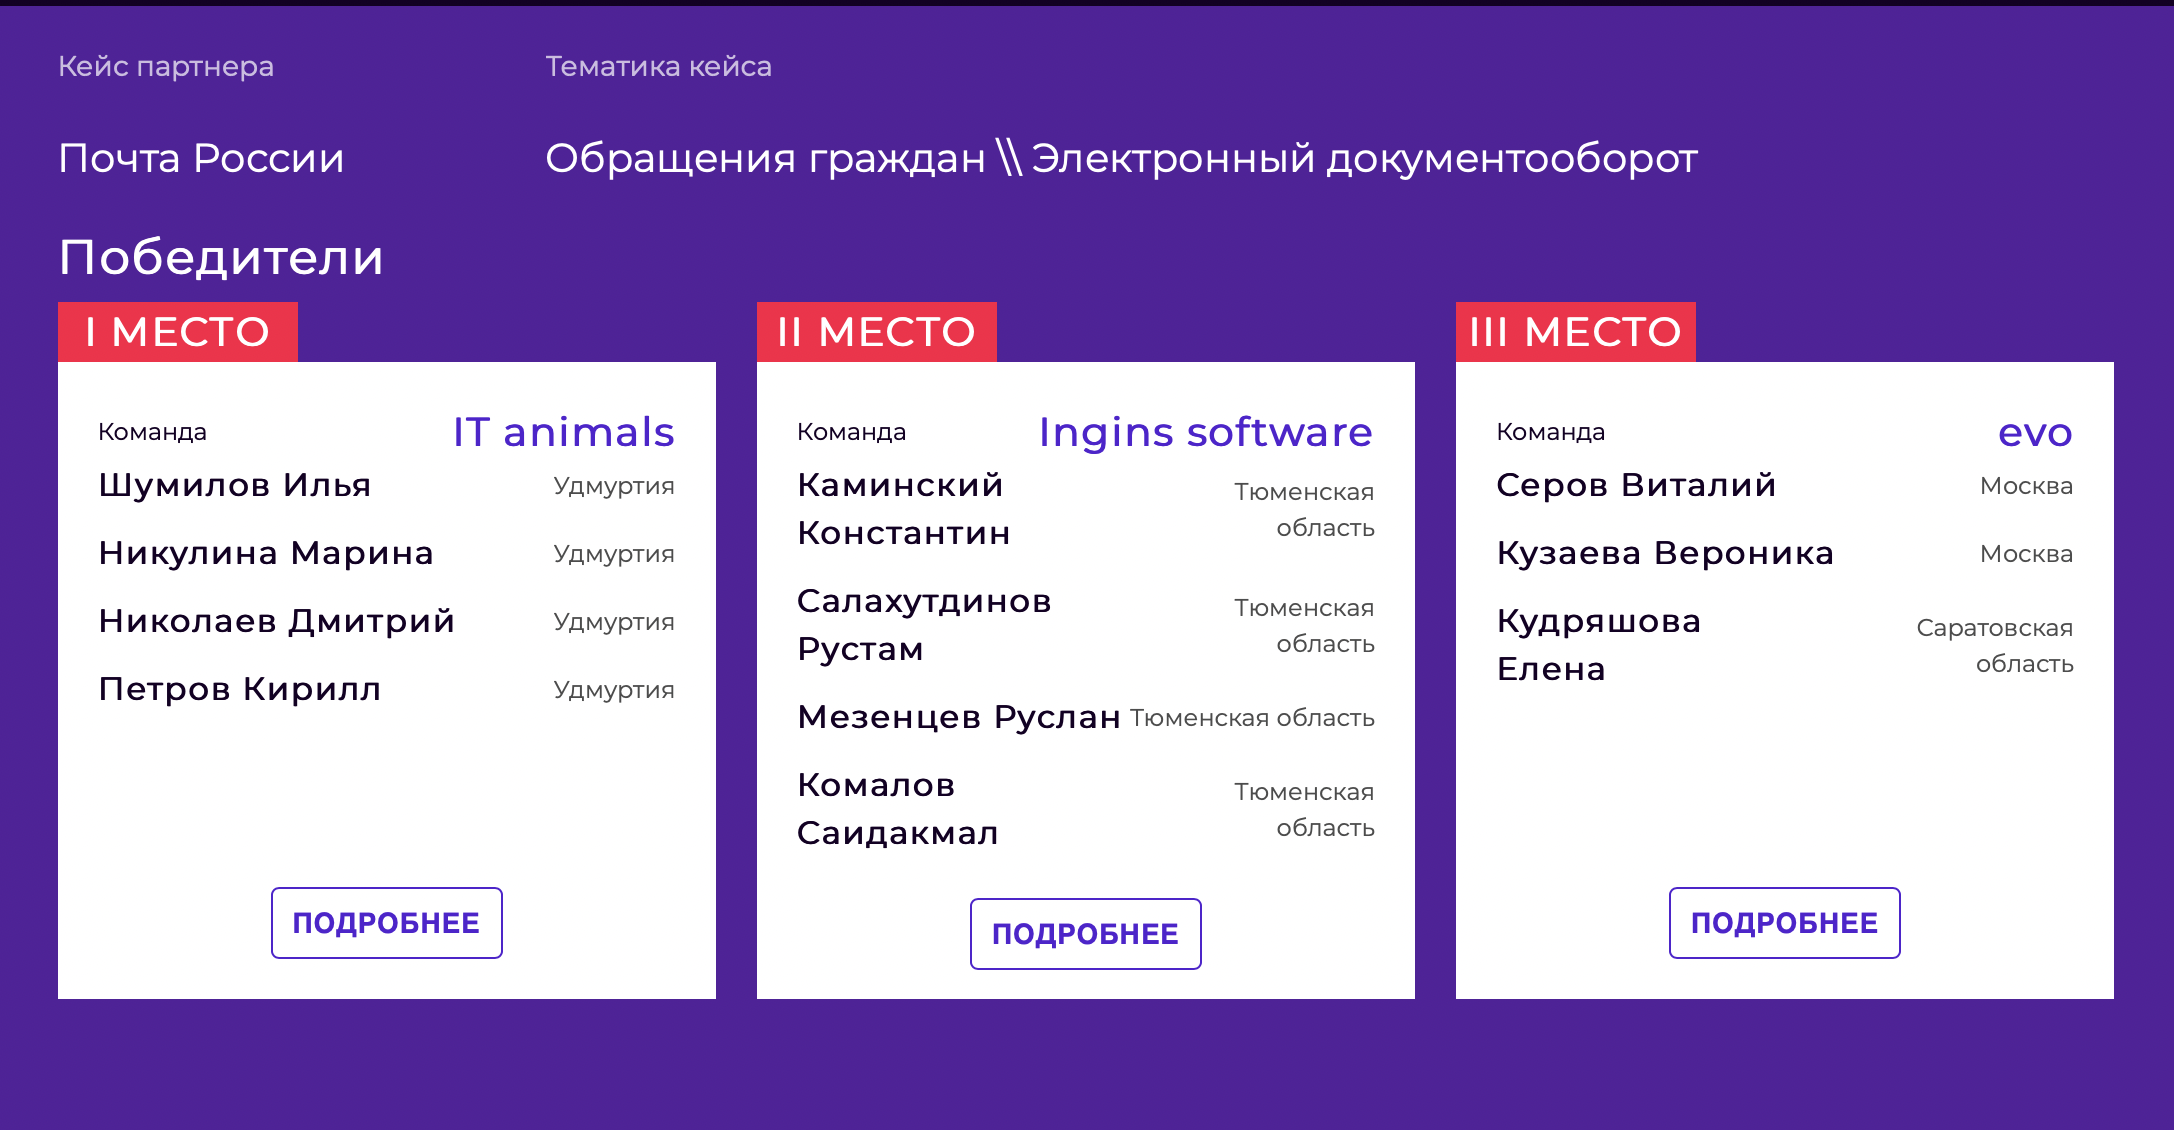 Кейс партнера
Тематика кейса
Почта России
Обращения граждан \\ Электронный документооборот
Победители
I МЕСТО
Команда
IT animals
Шумилов Илья
Удмуртия
Никулина Марина
Удмуртия
Николаев Дмитрий
Удмуртия
Петров Кирилл
Удмуртия
ПОДРОБНЕЕ
II МЕСТО
Команда
Ingins software
Каминский
Константин
Тюменская
область
Салахутдинов
Рустам
Тюменская
область
Мезенцев Руслан
Тюменская область
Комалов
Саидакмал
Тюменская
область
ПОДРОБНЕЕ
III МЕСТО
Команда
evo
Серов Виталий
Москва
Кузаева Вероника
Москва
Кудряшова
Елена
Саратовская
область
ПОДРОБНЕЕ